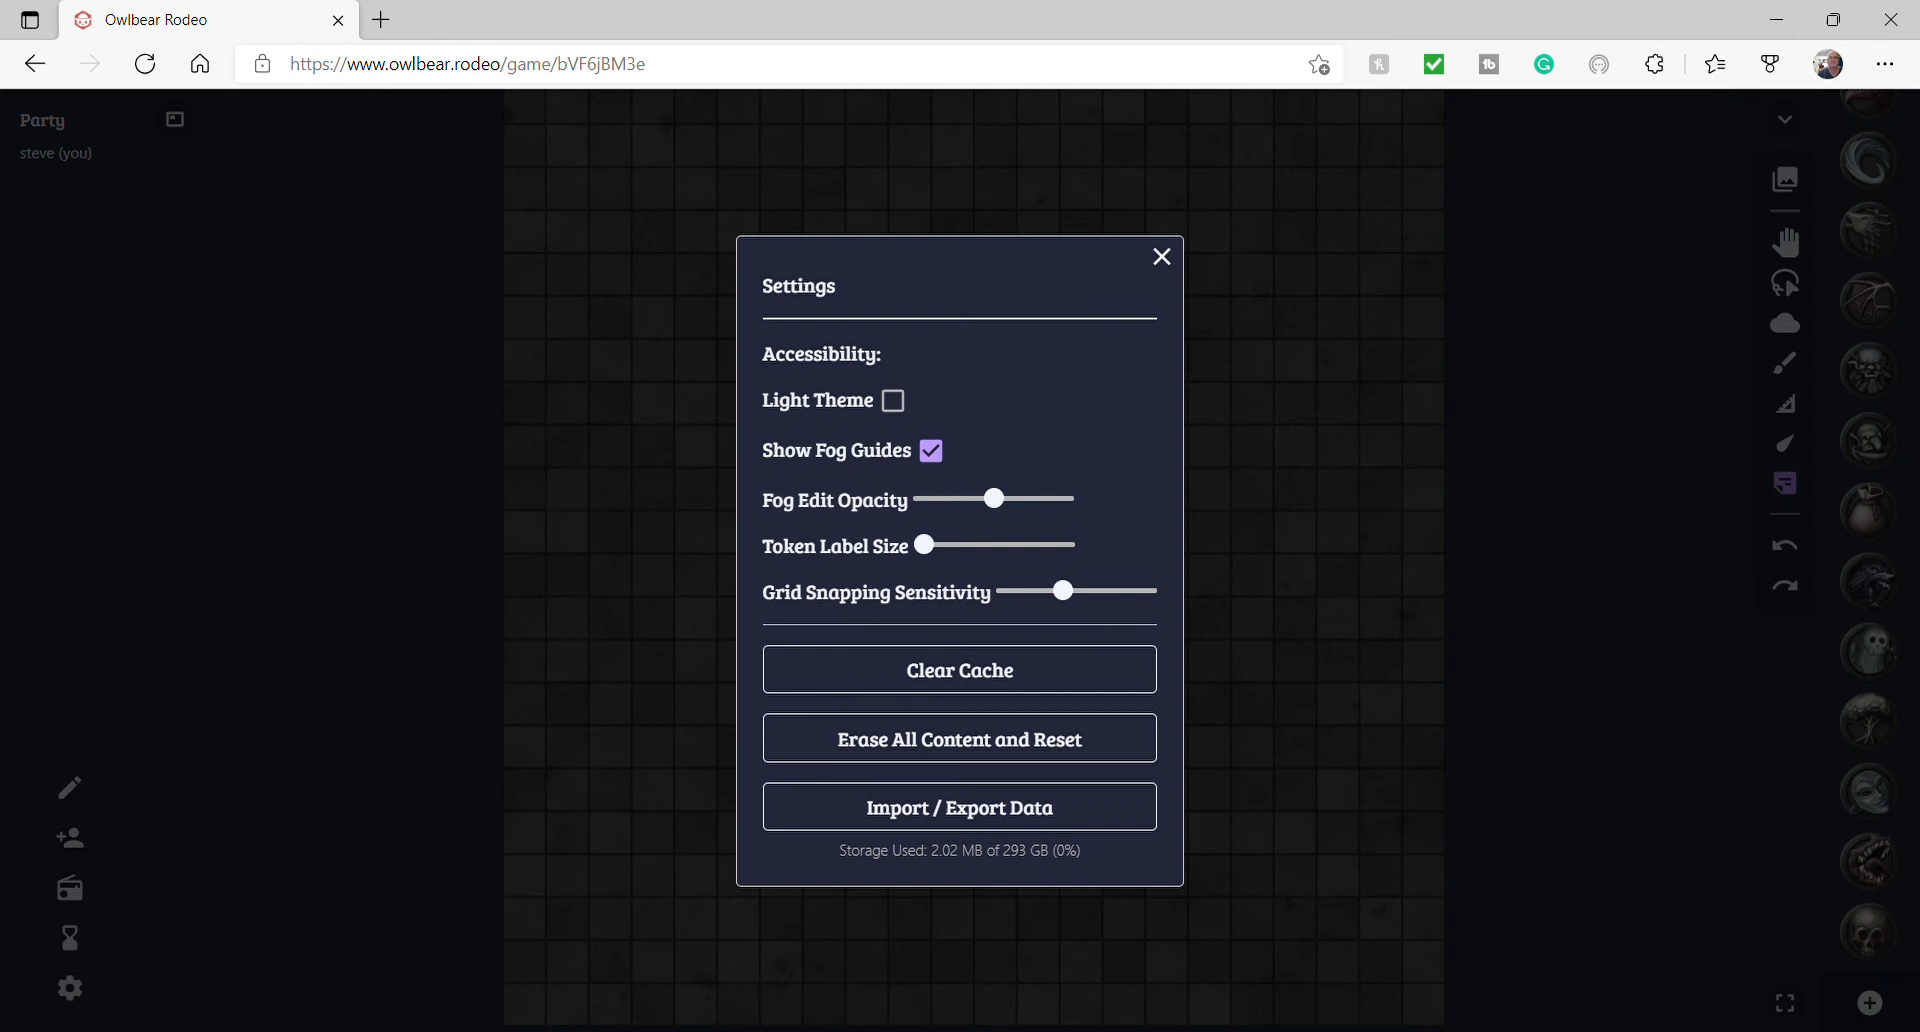 Owlbear Rodeo
https://www.owlbear.rodeo/game/bVF6jBM3e
Party
steve (you)
Settings
Accessibility:
Light Theme
Show Fog Guides
Fog Edit Opacity
Token Label Size
Grid Snapping Sensitivity
Clear Cache
Erase All Content and Reset
Import / Export Data
Storage Used: 2.02 MB of 293 GB (0%)